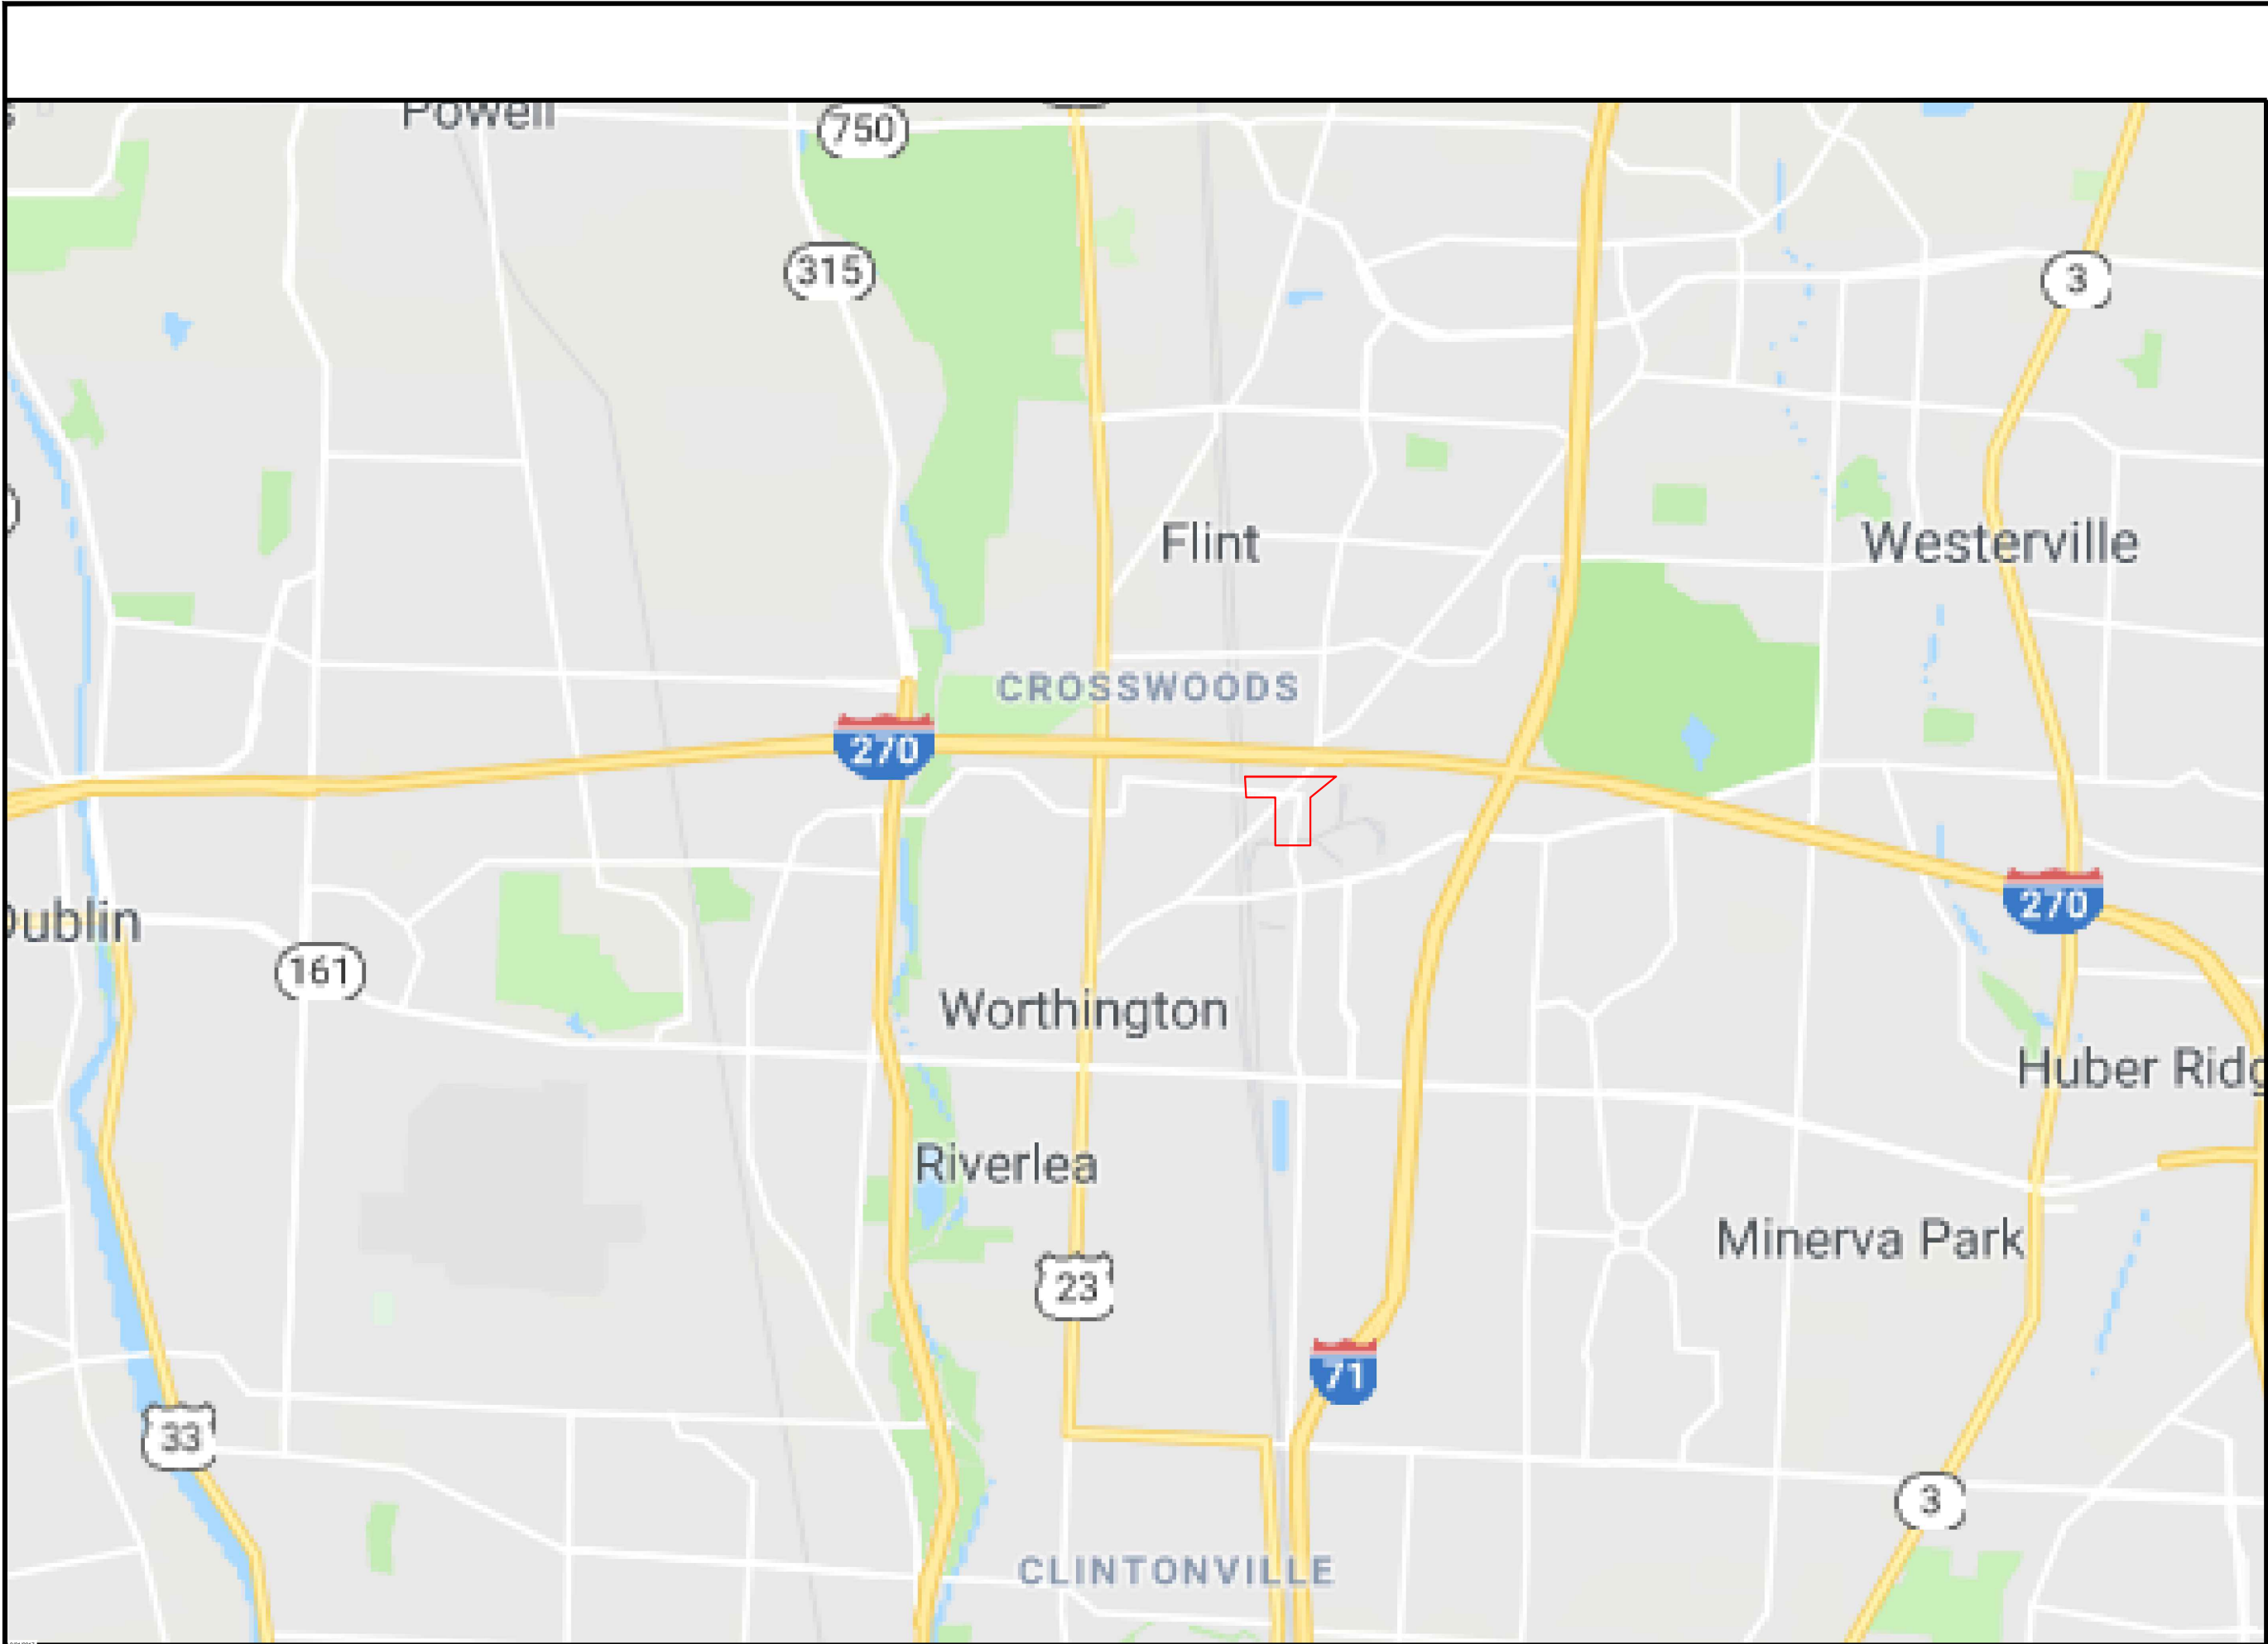 Powell
750
315
3
Flint
Westerville
CROSSWOODS
270
270
Dublin
161
Worthington
Huber Ridg
Riverlea
Minerva Park
23
71
33
3
CLINTONVILLE